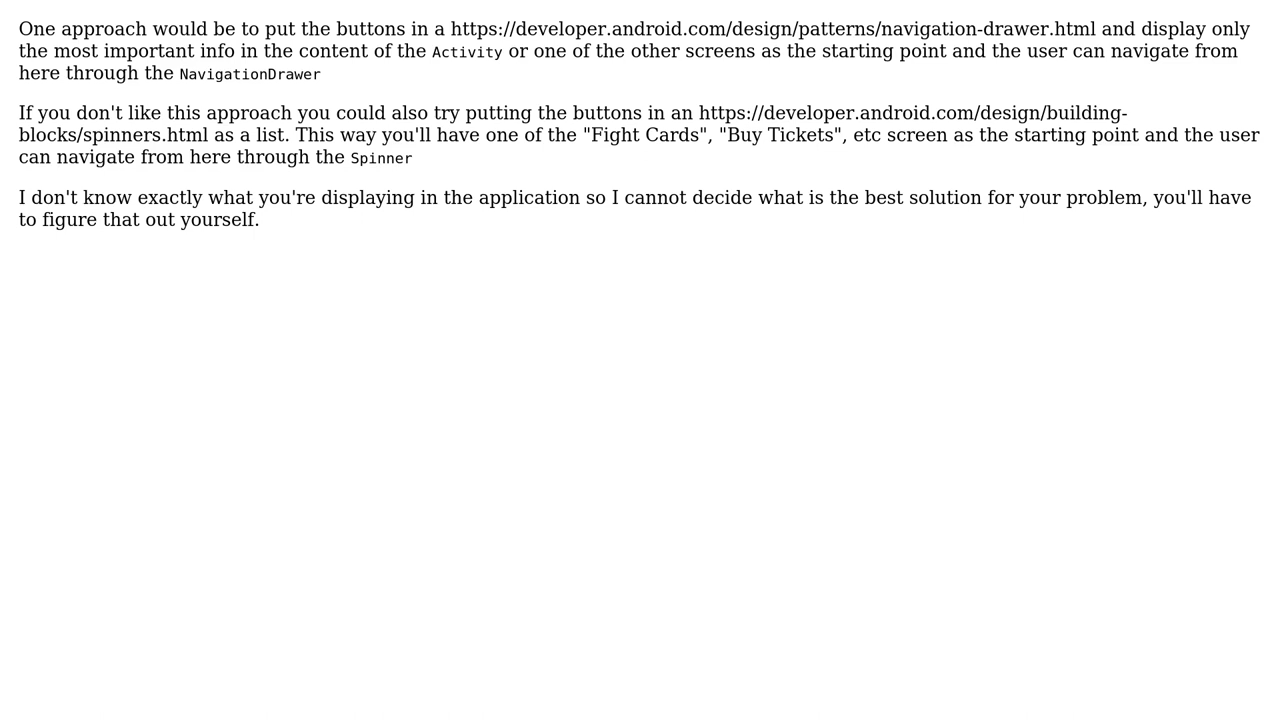 One approach would be to put the buttons in a https://developer.android.com/design/patterns/navigation-drawer.html and display only
the most important info in the content of the Activity or one of the other screens as the starting point and the user can navigate from
here through the NavigationDrawer
If you don't like this approach you could also try putting the buttons in an https://developer.android.com/design/building-
blocks/spinners.html as a list. This way you'll have one of the "Fight Cards", "Buy Tickets", etc screen as the starting point and the user
can navigate from here through the Spinner
I don't know exactly what you're displaying in the application so I cannot decide what is the best solution for your problem, you'll have
to figure that out yourself.